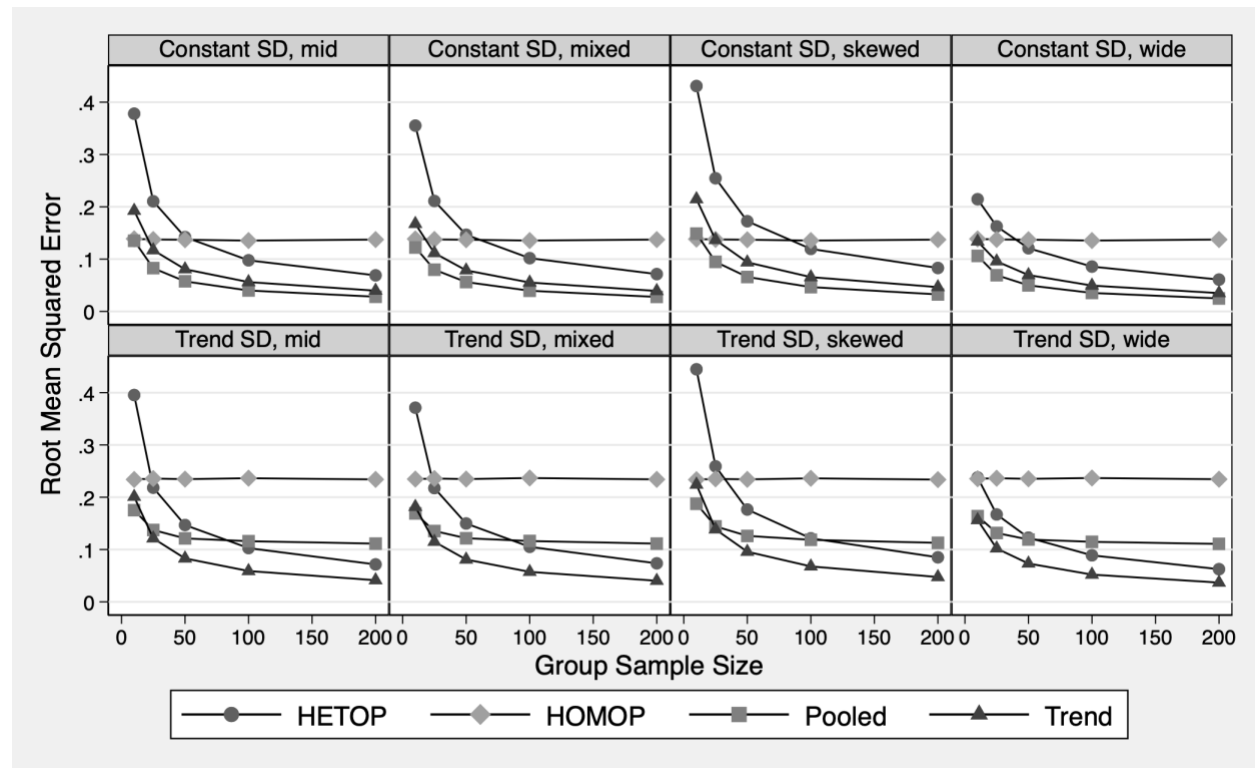 Constant SD, mid
Constant SD, mixed
Constant SD, skewed
Constant SD, wide
.4
.3
.2
.1
0
Trend SD, mid
Trend SD, mixed
Trend SD, skewed
Trend SD, wide
.4
.3
.2
.1
0
Root Mean Squared Error
0 50 100 150 200 0 50 100 150 200 0 50 100 150 200 0 50 100 150 200
Group Sample Size
HETOP HOMOP Pooled Trend